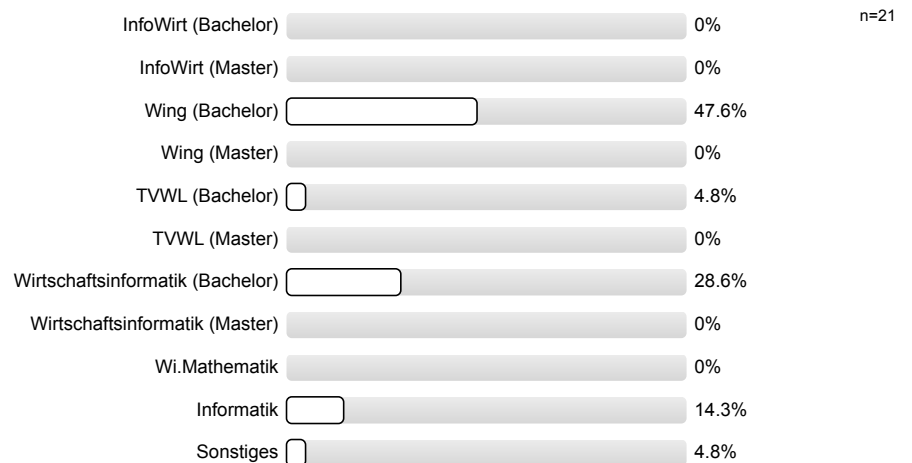 InfoWirt (Bachelor) 0% n=21
InfoWirt (Master) 0%
Wing (Bachelor) 47.6%
Wing (Master) 0%
TVWL (Bachelor) 4.8%
TVWL (Master) 0%
Wirtschaftsinformatik (Bachelor) 28.6%
Wirtschaftsinformatik (Master) 0%
Wi.Mathematik 0%
Informatik 14.3%
Sonstiges 4.8%